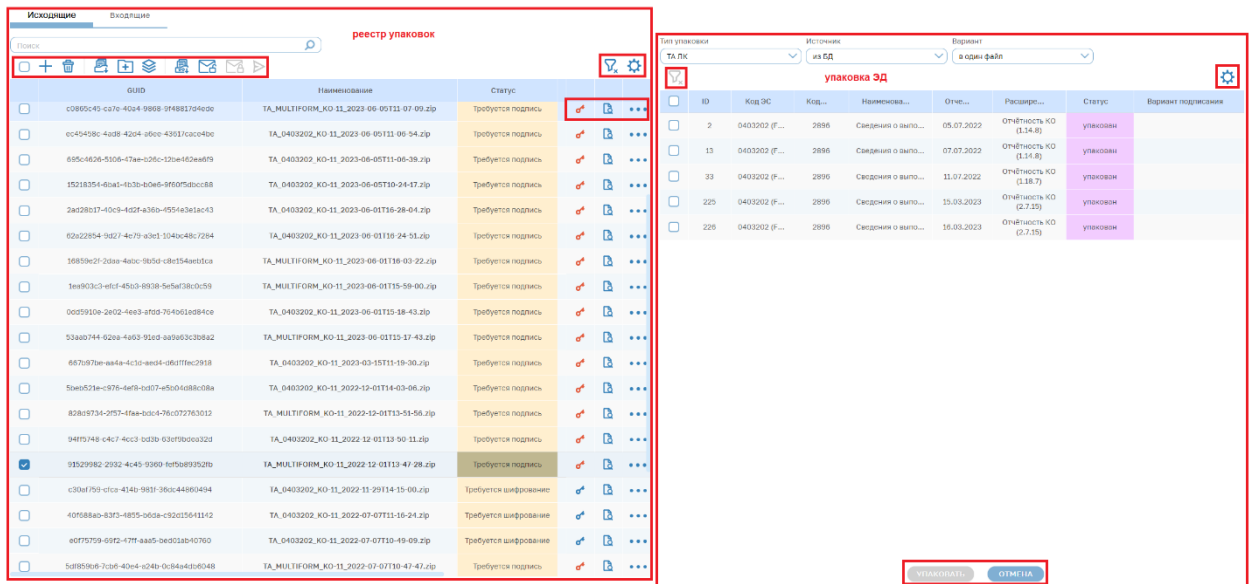 Исходящие Входящие
Поиск
реестр упаковок
GUID Наименование Статус
c0865c45-ca7e-40a4-9868-9f48817d4ede TA_MULTIFORM_KO-11_2023-06-05T11-07-09.zip Требуется подпись
ec45458c-4ad8-42d4-a6ee-43617cace4be TA_0403202_KO-11_2023-06-05T11-06-54.zip Требуется подпись
695c4626-5106-47ae-b26c-12be462ea6f9 TA_0403202_KO-11_2023-06-05T11-06-39.zip Требуется подпись
15218354-6ba1-4b3b-b0e6-9f60f5dbcc88 TA_0403202_KO-11_2023-06-05T10-24-17.zip Требуется подпись
2ad28b17-40c9-4d2f-a36b-4554e3e1ac43 TA_0403202_KO-11_2023-06-01T16-28-04.zip Требуется подпись
62a22854-9d27-4e79-a3e1-104bc48c7284 TA_0403202_KO-11_2023-06-01T16-24-51.zip Требуется подпись
16859e2f-2daa-4abc-9b5d-c8e154aeb1ca TA_MULTIFORM_KO-11_2023-06-01T16-03-22.zip Требуется подпись
1ea903c3-efcf-45b3-8938-5e5af38c0c59 TA_MULTIFORM_KO-11_2023-06-01T15-59-00.zip Требуется подпись
0dd5910e-2e02-4ee3-afdd-764b61ed84ce TA_MULTIFORM_KO-11_2023-06-01T15-18-43.zip Требуется подпись
53aab744-62ea-4a63-91ed-aa9a63c3b8a2 TA_MULTIFORM_KO-11_2023-06-01T15-17-43.zip Требуется подпись
667b97be-aa4a-4c1d-aed4-d6dfffec2918 TA_0403202_KO-11_2023-03-15T11-19-30.zip Требуется подпись
5beb521e-c976-4ef8-bd07-e5b04d88c08a TA_0403202_KO-11_2022-12-01T14-03-06.zip Требуется подпись
828d9734-2f57-4faa-bdc4-76c072763012 TA_MULTIFORM_KO-11_2022-12-01T13-51-56.zip Требуется подпись
94ff5748-c4c7-4cc3-bd3b-63ef9bdea32d TA_0403202_KO-11_2022-12-01T13-50-11.zip Требуется подпись
91529982-2932-4c45-9360-fef5b89352fb TA_MULTIFORM_KO-11_2022-12-01T13-47-28.zip Требуется подпись
c30af759-cfca-414b-981f-36dc44860494 TA_0403202_KO-11_2022-11-29T14-15-00.zip Требуется шифрование
40f688ab-83f3-4855-b6da-c92d15641142 TA_0403202_KO-11_2022-07-07T11-16-24.zip Требуется шифрование
e0f75759-69f2-47ff-aaa5-bed01ab40760 TA_0403202_KO-11_2022-07-07T10-49-09.zip Требуется шифрование
5df859b6-7cb6-40e4-a24b-0c84a4db6048 TA_MULTIFORM_KO-11_2022-07-07T10-47-47.zip Требуется подпись
Тип упаковки Источник Вариант
ТА ПК из БД в один файл
упаковка ЭД
ID Код ЭС Код... Наименова... Отче... Расшире... Статус Вариант подписания
2 0403202 (F... 2896 Сведения о выпо... 05.07.2022 Отчётность КО (1.14.8) упакован
13 0403202 (F... 2896 Сведения о выпо... 07.07.2022 Отчётность КО (1.14.8) упакован
33 0403202 (F... 2896 Сведения о выпо... 11.07.2022 Отчётность КО (1.18.7) упакован
225 0403202 (F... 2896 Сведения о выпо... 15.03.2023 Отчётность КО (2.7.15) упакован
226 0403202 (F... 2896 Сведения о выпо... 16.03.2023 Отчётность КО (2.7.15) упакован
УПАКОВАТЬ ОТМЕНА